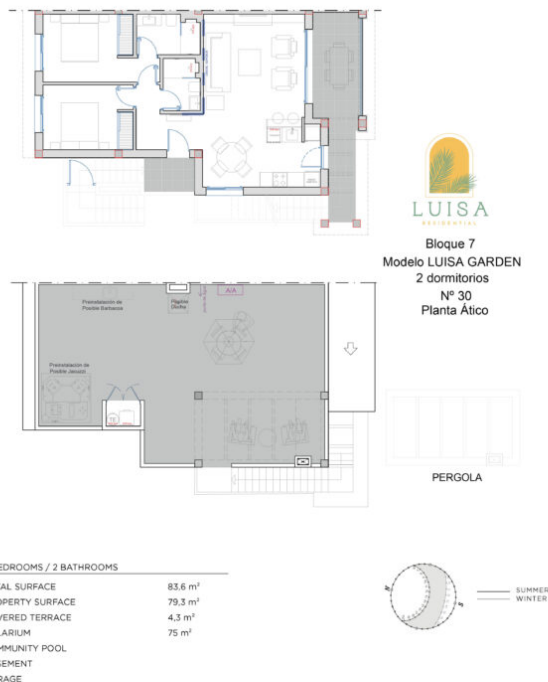 LUISA
RESIDENTIAL
Bloque 7
Modelo LUISA GARDEN
2 dormitorios
Nº 30
Planta Ático
Preinstalación de
Posible Barbacoa
Posible
Ducha
A/A
Preinstalación de
Posible Jacuzzi
PERGOLA
EDROOMS / 2 BATHROOMS
AL SURFACE 83,6 m²
OPERTY SURFACE 79,3 m²
VERED TERRACE 4,3 m²
LARIUM 75 m²
MMUNITY POOL
SEMENT
RAGE
N
S
SUMMER
WINTER